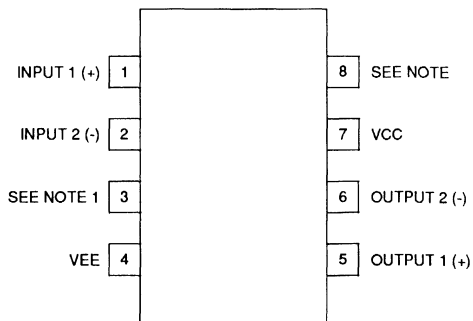 INPUT 1 (+) 1
INPUT 2 (-) 2
SEE NOTE 1 3
VEE 4
8 SEE NOTE
7 VCC
6 OUTPUT 2 (-)
5 OUTPUT 1 (+)